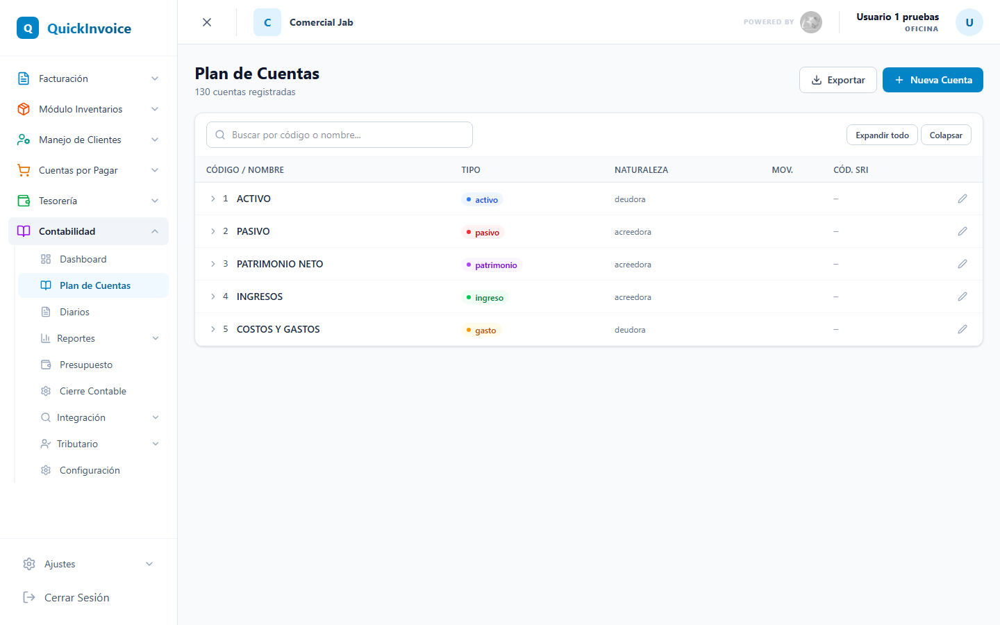 Q QuickInvoice
Facturación
Módulo Inventarios
Manejo de Clientes
Cuentas por Pagar
Tesorería
Contabilidad
Dashboard
Plan de Cuentas
Diarios
Reportes
Presupuesto
Cierre Contable
Integración
Tributario
Configuración
Ajustes
Cerrar Sesión
C Comercial Jab
POWERED BY
Usuario 1 pruebas
OFICINA
U
Plan de Cuentas
130 cuentas registradas
Exportar
Nueva Cuenta
Buscar por código o nombre...
Expandir todo
Colapsar
CÓDIGO / NOMBRE TIPO NATURALEZA MOV. CÓD. SRI
1 ACTIVO activo deudora –
2 PASIVO pasivo acreedora –
3 PATRIMONIO NETO patrimonio acreedora –
4 INGRESOS ingreso acreedora –
5 COSTOS Y GASTOS gasto deudora –